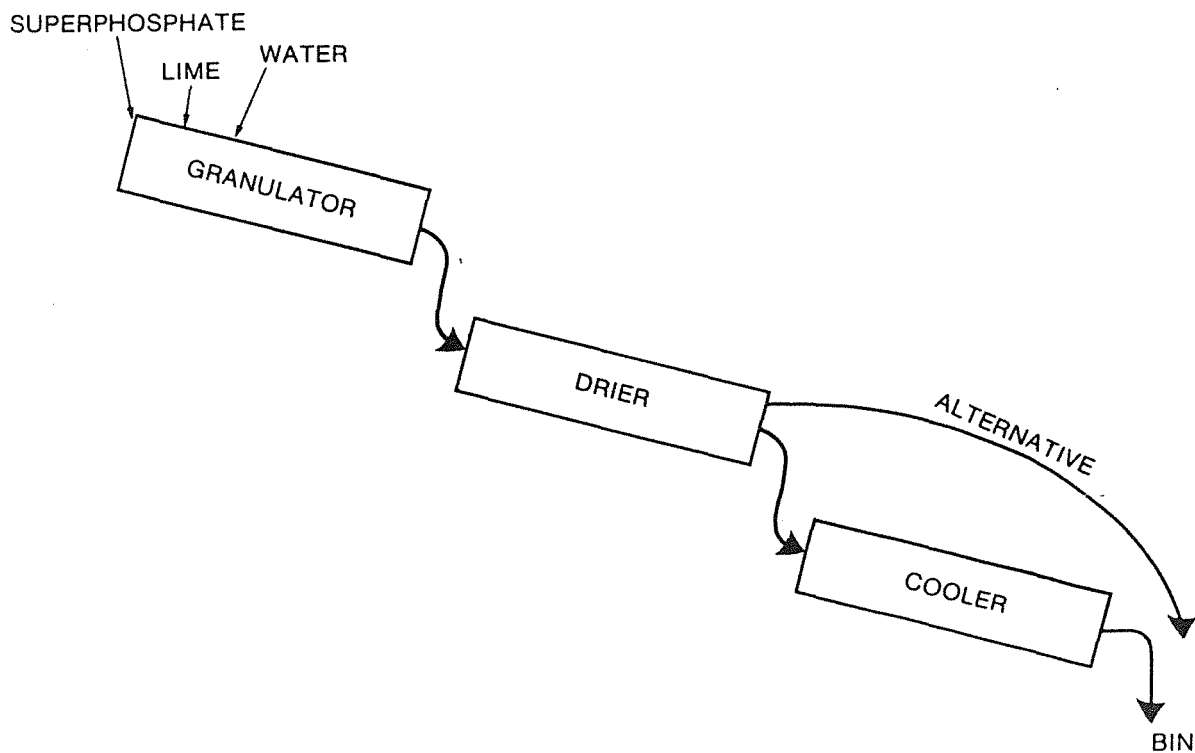 SUPERPHOSPHATE
LIME
WATER
GRANULATOR
DRIER
ALTERNATIVE
COOLER
BIN